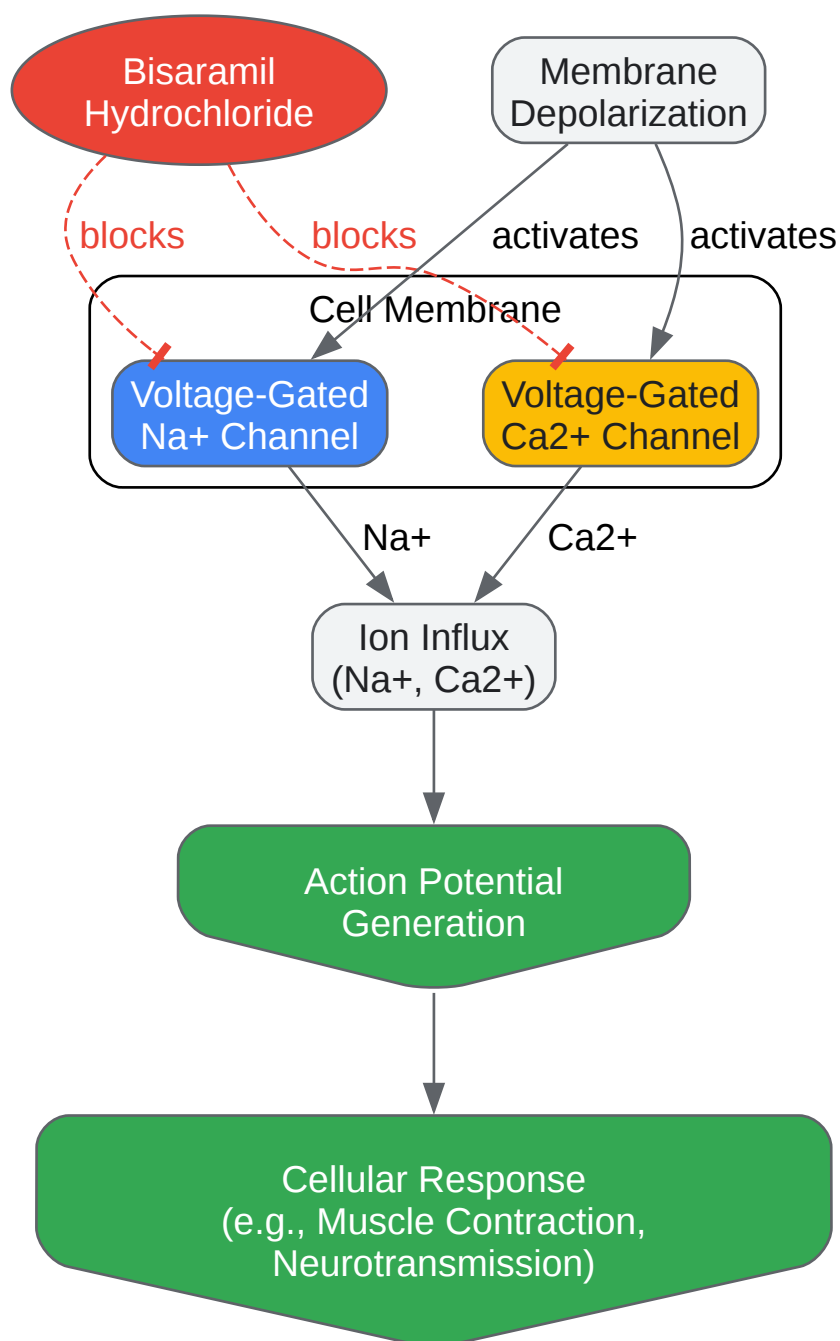 Bisaramil
Hydrochloride
Membrane
Depolarization
blocks
blocks
activates
activates
Cell Membrane
Voltage-Gated
Na+ Channel
Voltage-Gated
Ca2+ Channel
Na+
Ca2+
Ion Influx
(Na+, Ca2+)
Action Potential
Generation
Cellular Response
(e.g., Muscle Contraction,
Neurotransmission)